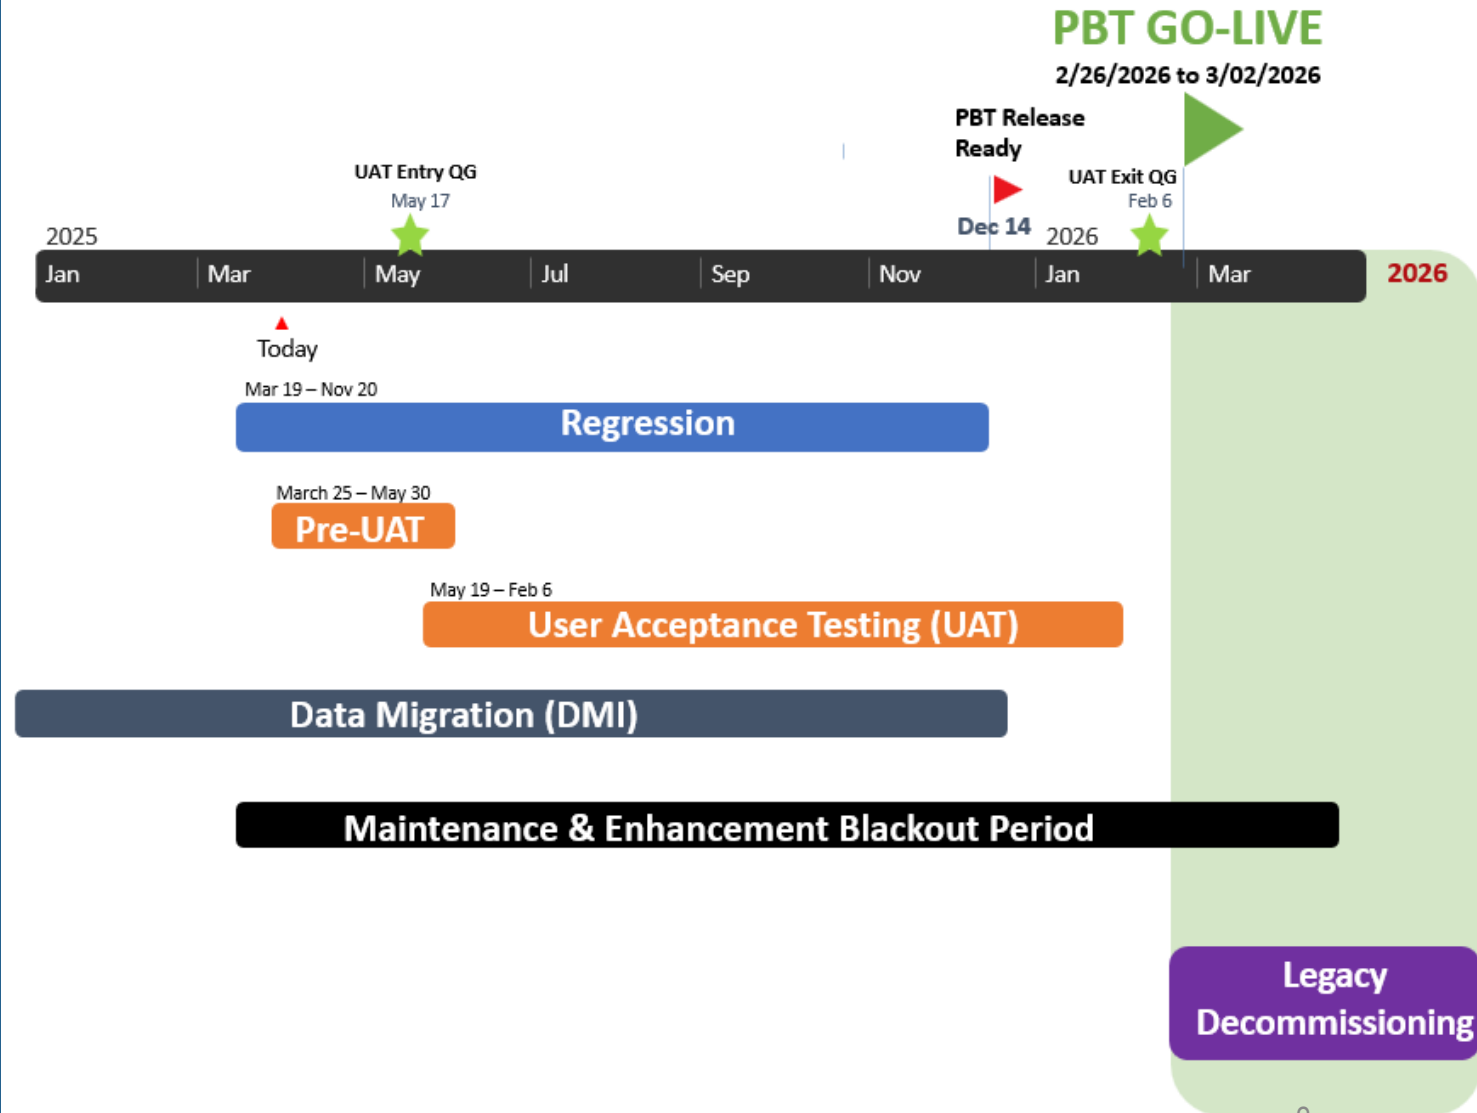 PBT GO-LIVE
2/26/2026 to 3/02/2026
PBT Release
Ready
UAT Entry QG
May 17
UAT Exit QG
Feb 6
Dec 14
2025
2026
Jan
Mar
May
Jul
Sep
Nov
Jan
Mar
2026
Today
Mar 19 – Nov 20
Regression
March 25 – May 30
Pre-UAT
May 19 – Feb 6
User Acceptance Testing (UAT)
Data Migration (DMI)
Maintenance & Enhancement Blackout Period
Legacy
Decommissioning